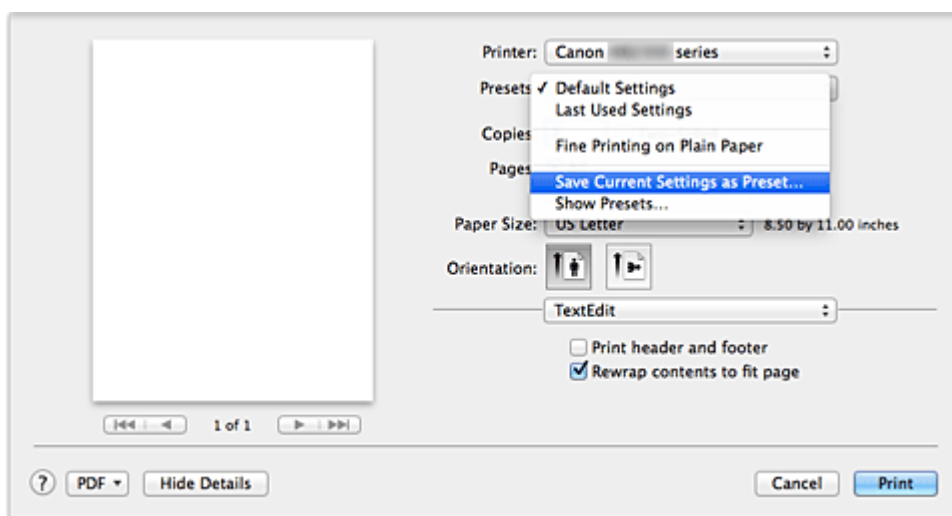 Printer: Canon series
Presets ✓ Default Settings
Last Used Settings
Copies
Fine Printing on Plain Paper
Pages
Save Current Settings as Preset...
Show Presets...
Paper Size: US Letter 8.50 by 11.00 inches
Orientation:
TextEdit
Print header and footer
Rewrap contents to fit page
1 of 1
? PDF Hide Details Cancel Print